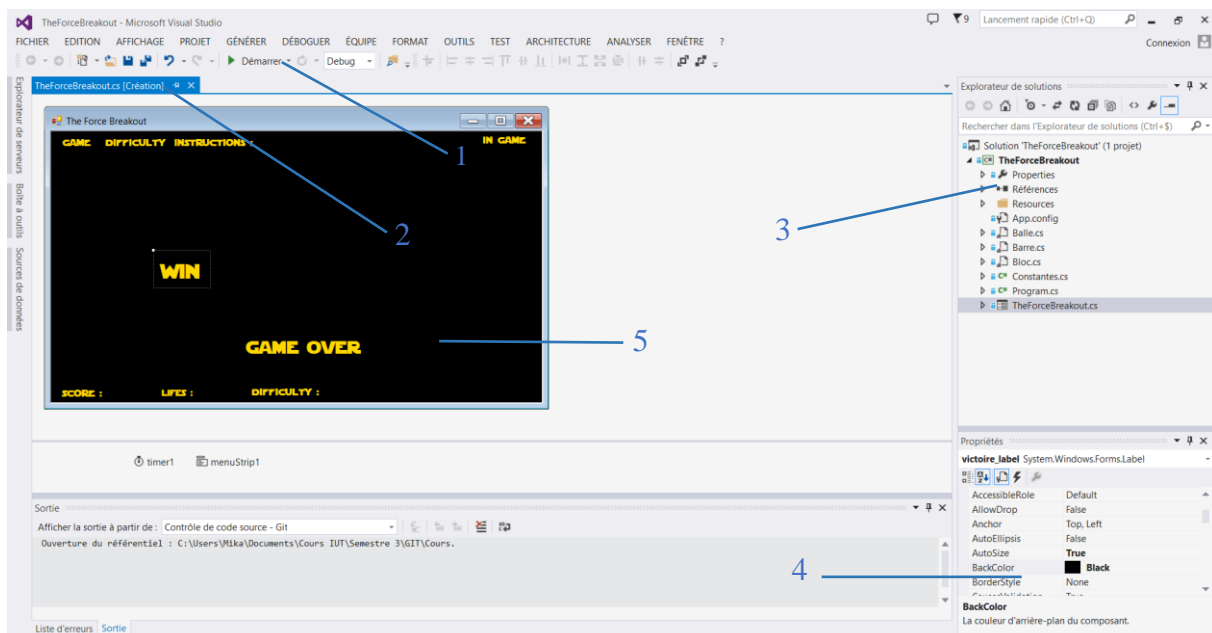 TheForceBreakout - Microsoft Visual Studio
9
Lancement rapide (Ctrl+Q)
FICHIER EDITION AFFICHAGE PROJET GÉNÉRER DÉBOGUER ÉQUIPE FORMAT OUTILS TEST ARCHITECTURE ANALYSER FENÊTRE ?
Connexion
Démarrer Debug
Explorateur de serveurs
Boîte à outils
Sources de données
TheForceBreakout.cs [Création]
The Force Breakout
GAME DIFFICULTY INSTRUCTIONS :
IN GAME
1
2
WIN
GAME OVER
5
SCORE : LIFES : DIFFICULTY :
timer1 menuStrip1
Explorateur de solutions
Rechercher dans l'Explorateur de solutions (Ctrl+$)
Solution 'TheForceBreakout' (1 projet)
TheForceBreakout
Properties
Références
3
Resources
App.config
Balle.cs
Barre.cs
Bloc.cs
Constantes.cs
Program.cs
TheForceBreakout.cs
Propriétés
victoire_label System.Windows.Forms.Label
AccessibleRole Default
AllowDrop False
Anchor Top, Left
AutoEllipsis False
AutoSize True
BackColor Black
BorderStyle None
4
BackColor
La couleur d'arrière-plan du composant.
Sortie
Afficher la sortie à partir de : Contrôle de code source - Git
Ouverture du référentiel : C:\Users\Mika\Documents\Cours IUT\Semestre 3\GIT\Cours.
Liste d'erreurs Sortie